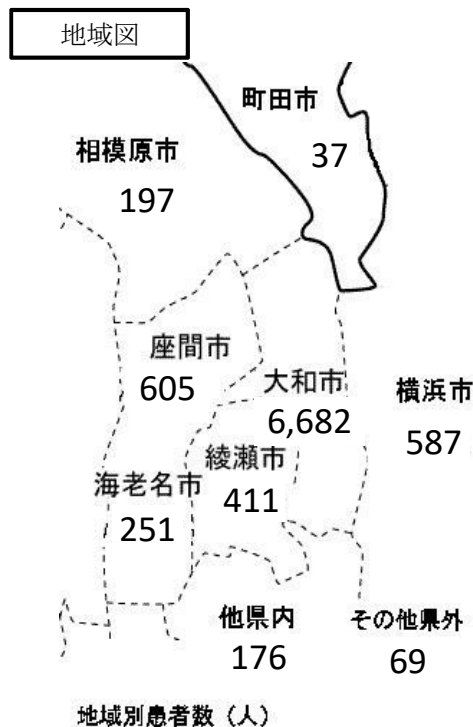 地域図
町田市
37
相模原市
197
座間市
605
大和市
6,682
横浜市
587
綾瀬市
411
海老名市
251
他県内
176
その他県外
69
地域別患者数（人）